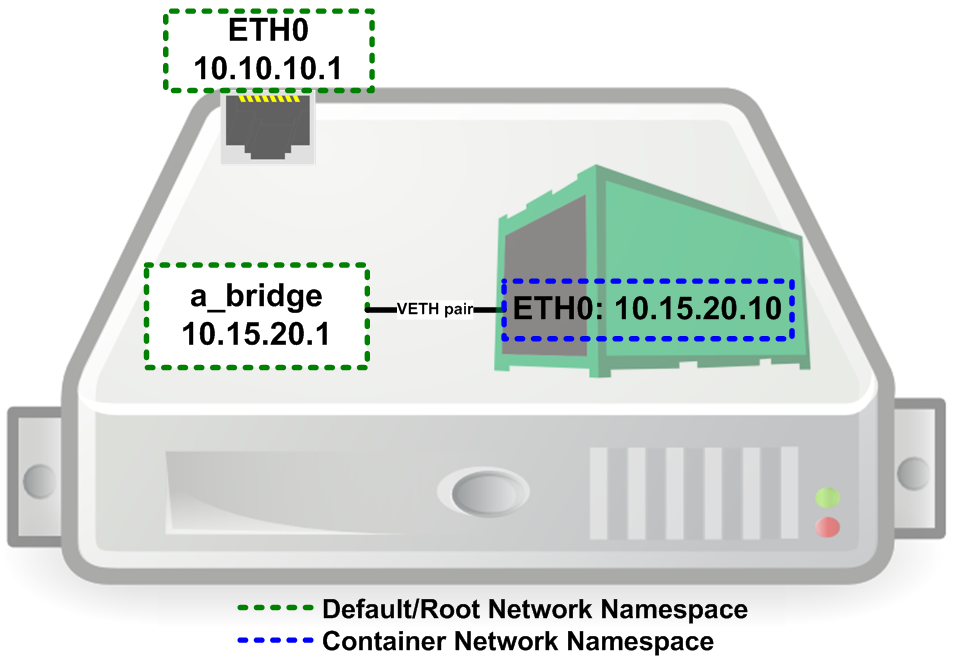 ETH0
10.10.10.1
a_bridge
10.15.20.1
VETH pair
ETH0: 10.15.20.10
Default/Root Network Namespace
Container Network Namespace